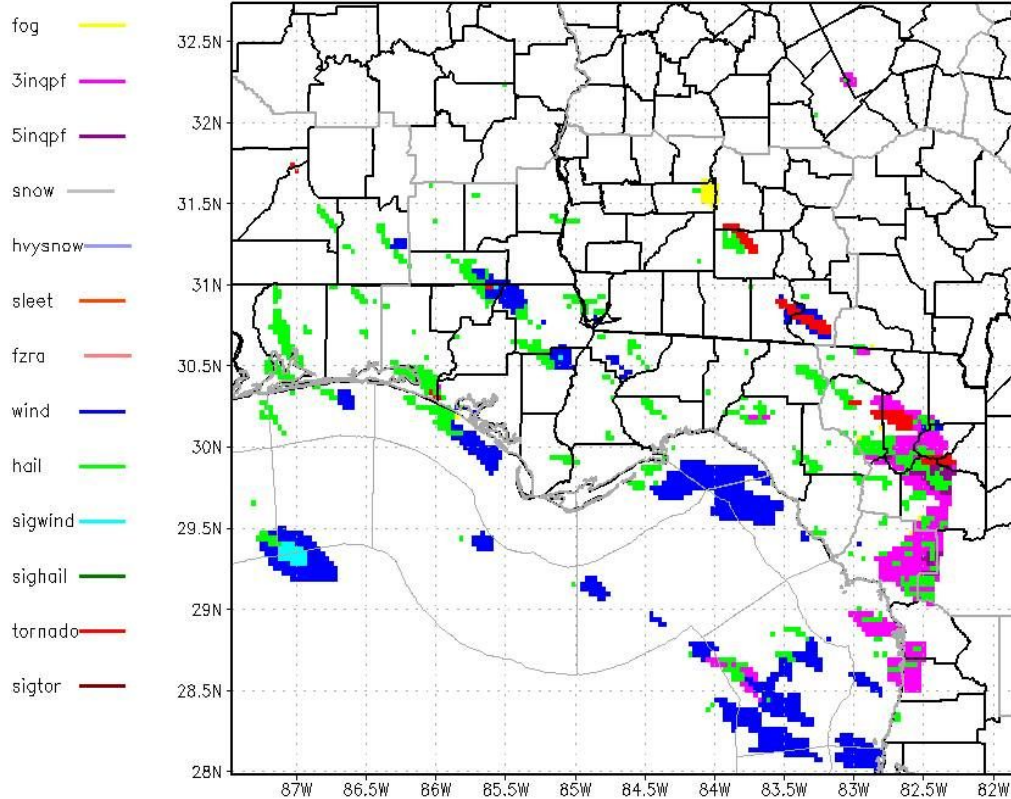 fog
3inqpf
5inqpf
snow
hvysnow
sleet
fzra
wind
hail
sigwind
sighail
tornado
sigtor
32.5N
32N
31.5N
31N
30.5N
30N
29.5N
29N
28.5N
28N
87W 86.5W 86W 85.5W 85W 84.5W 84W 83.5W 83W 82.5W 82W